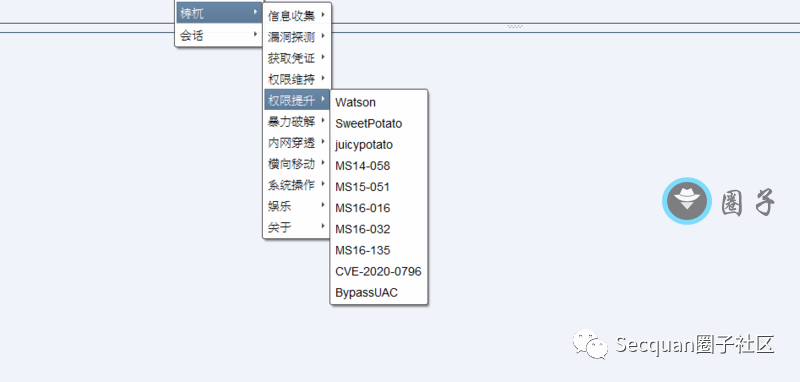 梼杌
会话
信息收集
漏洞探测
获取凭证
权限维持
权限提升
暴力破解
内网穿透
横向移动
系统操作
娱乐
关于
Watson
SweetPotato
juicypotato
MS14-058
MS15-051
MS16-016
MS16-032
MS16-135
CVE-2020-0796
BypassUAC
圈子
Secquan圈子社区